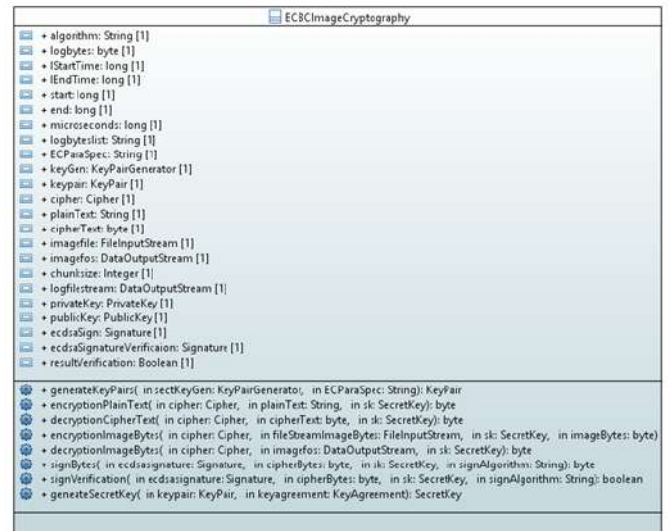 ECBCImageCryptography
+ algorithm: String [1]
+ logbytes: byte [1]
+ lStartTime: long [1]
+ lEndTime: long [1]
+ start: long [1]
+ end: long [1]
+ microseconds: long [1]
+ logbyteslist: String [1]
+ ECParaSpec: String [1]
+ keyGen: KeyPairGenerator [1]
+ keypair: KeyPair [1]
+ cipher: Cipher [1]
+ plainText: String [1]
+ cipherText: byte [1]
+ imagefile: FileInputStream [1]
+ imagefos: DataOutputStream [1]
+ chunksize: Integer [1]
+ logfilestream: DataOutputStream [1]
+ privateKey: PrivateKey [1]
+ publicKey: PublicKey [1]
+ ecdsaSign: Signature [1]
+ ecdsaSignatureVerificaion: Signature [1]
+ resultVerification: Boolean [1]
+ generateKeyPairs( in sectKeyGen: KeyPairGenerator, in ECParaSpec: String): KeyPair
+ encryptionPlainText( in cipher: Cipher, in plainText: String, in sk: SecretKey): byte
+ decryptionCipherText( in cipher: Cipher, in cipherText: byte, in sk: SecretKey): byte
+ encryptionImageBytes( in cipher: Cipher, in fileStreamImageBytes: FileInputStream, in sk: SecretKey, in imageBytes: byte)
+ decryptionImageBytes( in cipher: Cipher, in imagefos: DataOutputStream, in sk: SecretKey): byte
+ signBytes( in ecdsasignature: Signature, in cipherBytes: byte, in sk: SecretKey, in signAlgorithm: String): byte
+ signVerification( in ecdsasignature: Signature, in cipherBytes: byte, in sk: SecretKey, in signAlgorithm: String): boolean
+ geneateSecretKey( in keypair: KeyPair, in keyagreement: KeyAgreement): SecretKey